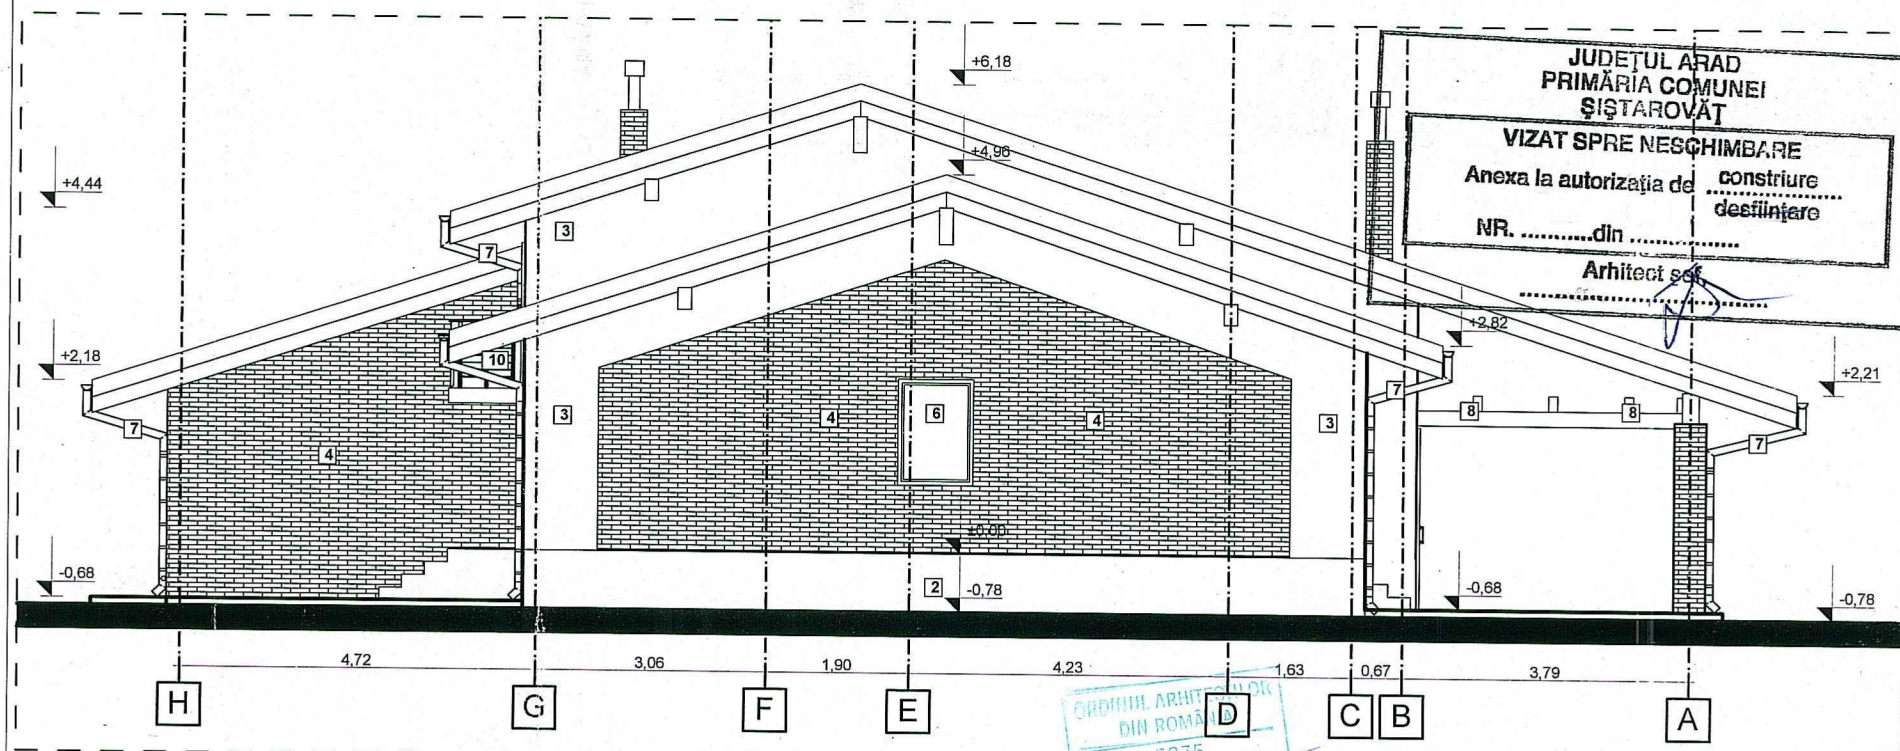 JUDEȚUL ARAD
PRIMĂRIA COMUNEI
ȘIȘTAROVĂȚ
VIZAT SPRE NESCHIMBARE
Anexa la autorizația de construire
desființare
NR. ............din ..................
Arhitect șef,
+6,18
+4,96
+4,44
+2,82
+2,18
+2,21
3
7
10
7
3
4
6
4
3
7
8
8
7
4
±0,00
-0,68
2
-0,78
-0,68
-0,78
4,72
3,06
1,90
4,23
1,63
0,67
3,79
H
G
F
E
D
C
B
A
ORDINUL ARHITECȚILOR
DIN ROMÂNIA